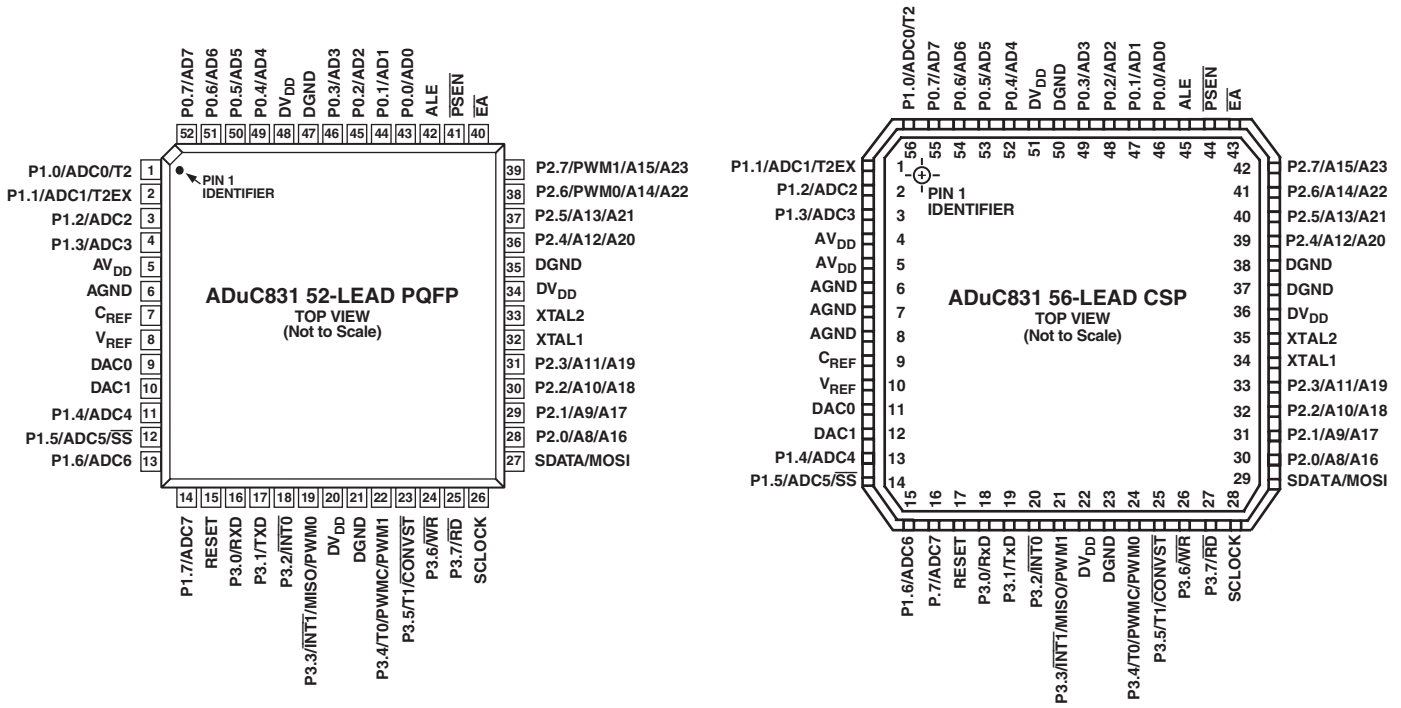 P0.7/AD7
P0.6/AD6
P0.5/AD5
P0.4/AD4
DVDD
DGND
P0.3/AD3
P0.2/AD2
P0.1/AD1
P0.0/AD0
ALE
PSEN
EA
52 51 50 49 48 47 46 45 44 43 42 41 40
P1.0/ADC0/T2 1
P1.1/ADC1/T2EX 2
P1.2/ADC2 3
P1.3/ADC3 4
AVDD 5
AGND 6
CREF 7
VREF 8
DAC0 9
DAC1 10
P1.4/ADC4 11
P1.5/ADC5/SS 12
P1.6/ADC6 13
PIN 1
IDENTIFIER
ADuC831 52-LEAD PQFP
TOP VIEW
(Not to Scale)
39 P2.7/PWM1/A15/A23
38 P2.6/PWM0/A14/A22
37 P2.5/A13/A21
36 P2.4/A12/A20
35 DGND
34 DVDD
33 XTAL2
32 XTAL1
31 P2.3/A11/A19
30 P2.2/A10/A18
29 P2.1/A9/A17
28 P2.0/A8/A16
27 SDATA/MOSI
14 15 16 17 18 19 20 21 22 23 24 25 26
P1.7/ADC7
RESET
P3.0/RXD
P3.1/TXD
P3.2/INT0
P3.3/INT1/MISO/PWM0
DVDD
DGND
P3.4/T0/PWMC/PWM1
P3.5/T1/CONVST
P3.6/WR
P3.7/RD
SCLOCK
P1.0/ADC0/T2
P0.7/AD7
P0.6/AD6
P0.5/AD5
P0.4/AD4
DVDD
DGND
P0.3/AD3
P0.2/AD2
P0.1/AD1
P0.0/AD0
ALE
PSEN
EA
56 55 54 53 52 51 50 49 48 47 46 45 44 43
P1.1/ADC1/T2EX 1
P1.2/ADC2 2
P1.3/ADC3 3
AVDD 4
AVDD 5
AGND 6
AGND 7
AGND 8
CREF 9
VREF 10
DAC0 11
DAC1 12
P1.4/ADC4 13
P1.5/ADC5/SS 14
PIN 1
IDENTIFIER
ADuC831 56-LEAD CSP
TOP VIEW
(Not to Scale)
42 P2.7/A15/A23
41 P2.6/A14/A22
40 P2.5/A13/A21
39 P2.4/A12/A20
38 DGND
37 DGND
36 DVDD
35 XTAL2
34 XTAL1
33 P2.3/A11/A19
32 P2.2/A10/A18
31 P2.1/A9/A17
30 P2.0/A8/A16
29 SDATA/MOSI
15 16 17 18 19 20 21 22 23 24 25 26 27 28
P1.6/ADC6
P.7/ADC7
RESET
P3.0/RxD
P3.1/TxD
P3.2/INT0
P3.3/INT1/MISO/PWM1
DVDD
DGND
P3.4/T0/PWMC/PWM0
P3.5/T1/CONVST
P3.6/WR
P3.7/RD
SCLOCK